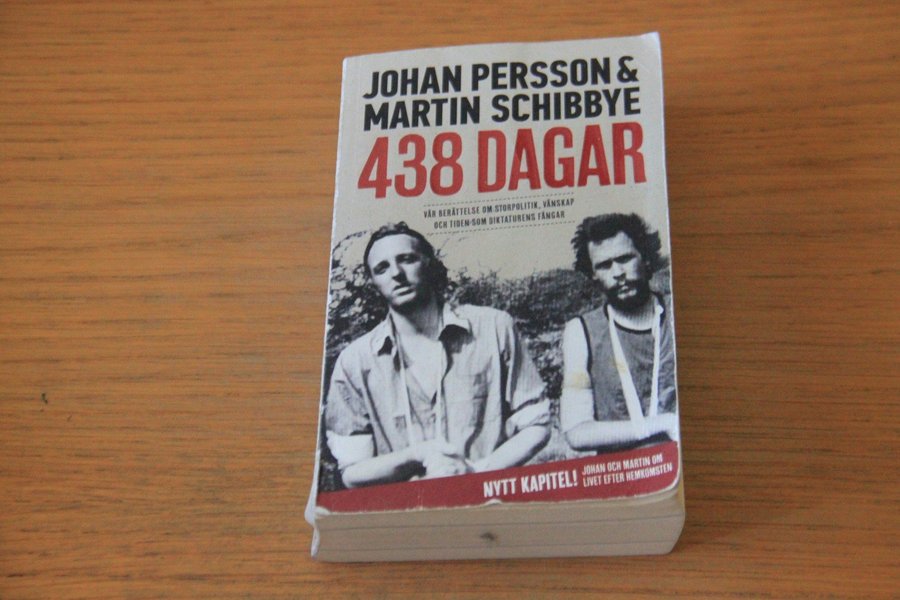 JOHAN PERSSON &
MARTIN SCHIBBYE
438 DAGAR
VÅR BERÄTTELSE OM STORPOLITIK, VÄNSKAP
OCH TIDEN SOM DIKTATURENS FÅNGAR
NYTT KAPITEL!
JOHAN OCH MARTIN OM
LIVET EFTER HEMKOMSTEN